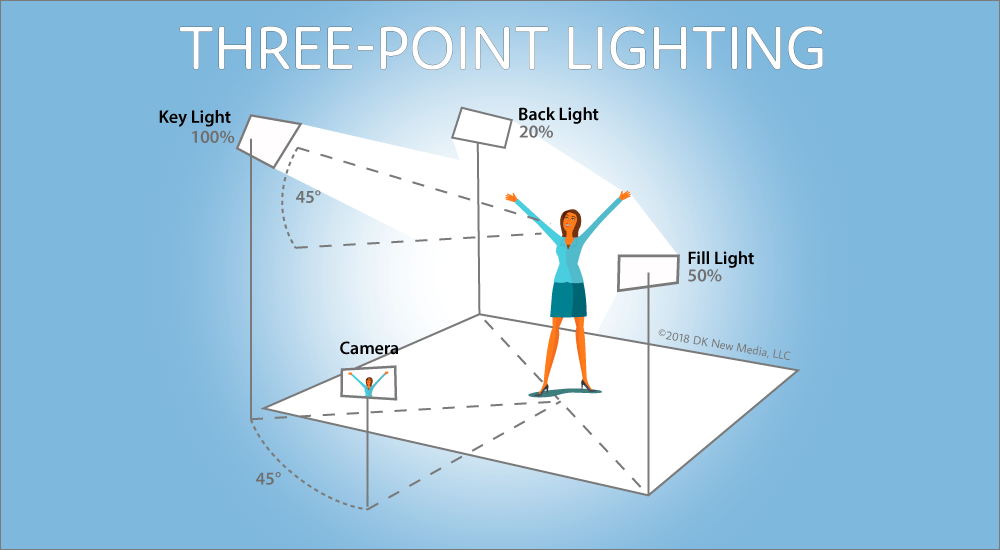 THREE-POINT LIGHTING
Key Light
100%
Back Light
20%
45°
Fill Light
50%
©2018 DK New Media, LLC
Camera
45°